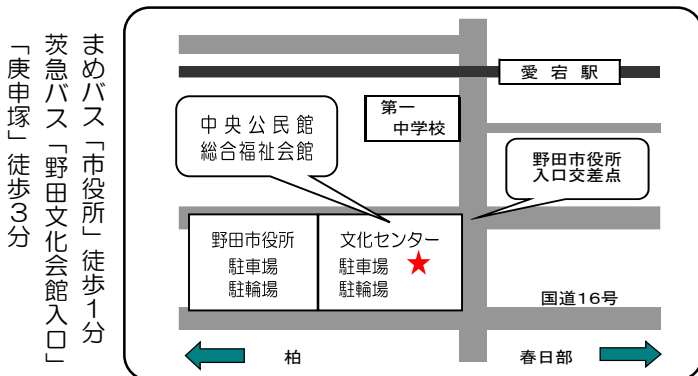 まめバス「市役所」徒歩1分
茨急バス「野田文化会館入口」
「庚申塚」徒歩3分
愛宕駅
第一
中学校
中央公民館
総合福祉会館
野田市役所
入口交差点
野田市役所
駐車場
駐輪場
文化センター
駐車場
駐輪場
国道16号
柏
春日部